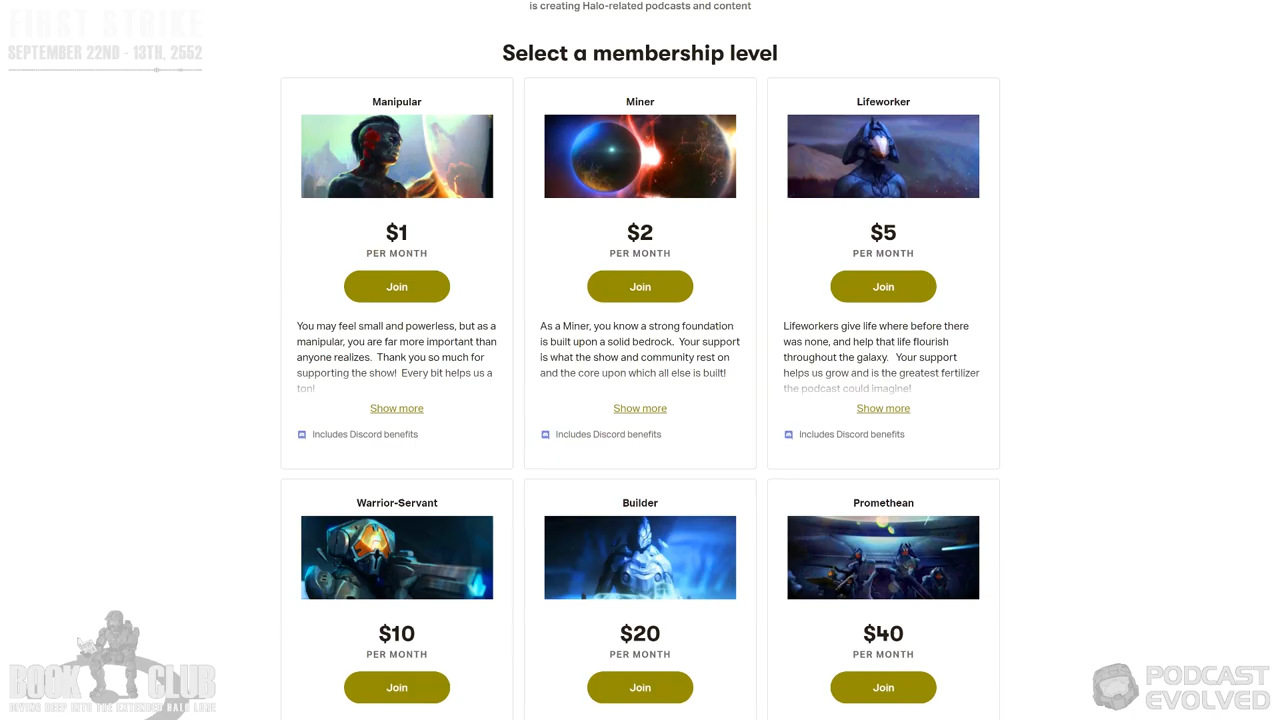 FIRST STRIKE
SEPTEMBER 22ND - 13TH, 2552
is creating Halo-related podcasts and content
Select a membership level
Manipular
$1
PER MONTH
Join
You may feel small and powerless, but as a
manipular, you are far more important than
anyone realizes. Thank you so much for
supporting the show! Every bit helps us a
ton!
Show more
Includes Discord benefits
Miner
$2
PER MONTH
Join
As a Miner, you know a strong foundation
is built upon a solid bedrock. Your support
is what the show and community rest on
and the core upon which all else is built!
Show more
Includes Discord benefits
Lifeworker
$5
PER MONTH
Join
Lifeworkers give life where before there
was none, and help that life flourish
throughout the galaxy. Your support
helps us grow and is the greatest fertilizer
the podcast could imagine!
Show more
Includes Discord benefits
Warrior-Servant
$10
PER MONTH
Join
Builder
$20
PER MONTH
Join
Promethean
$40
PER MONTH
Join
BOOK CLUB
DIVING DEEP INTO THE EXTENDED HALO LORE
PODCAST
EVOLVED